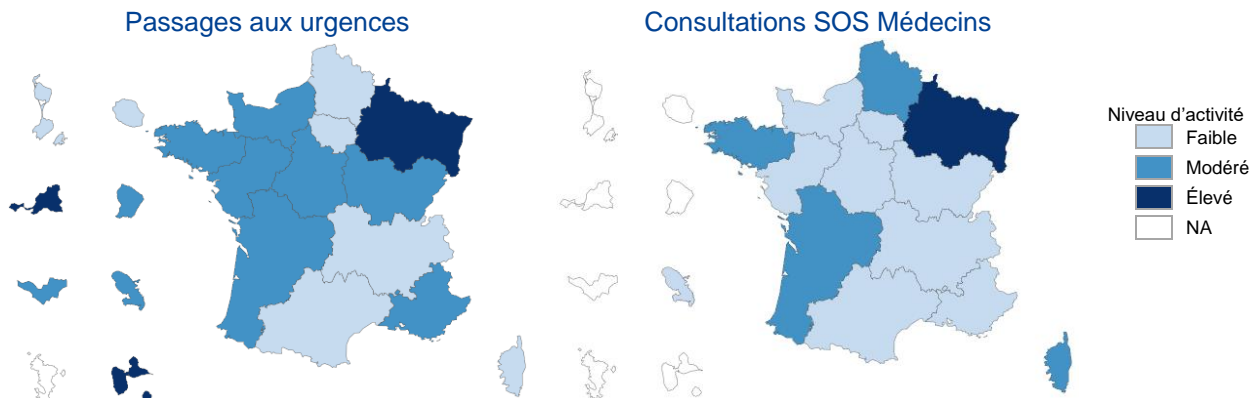 Passages aux urgences
Consultations SOS Médecins
Niveau d’activité
Faible
Modéré
Élevé
NA